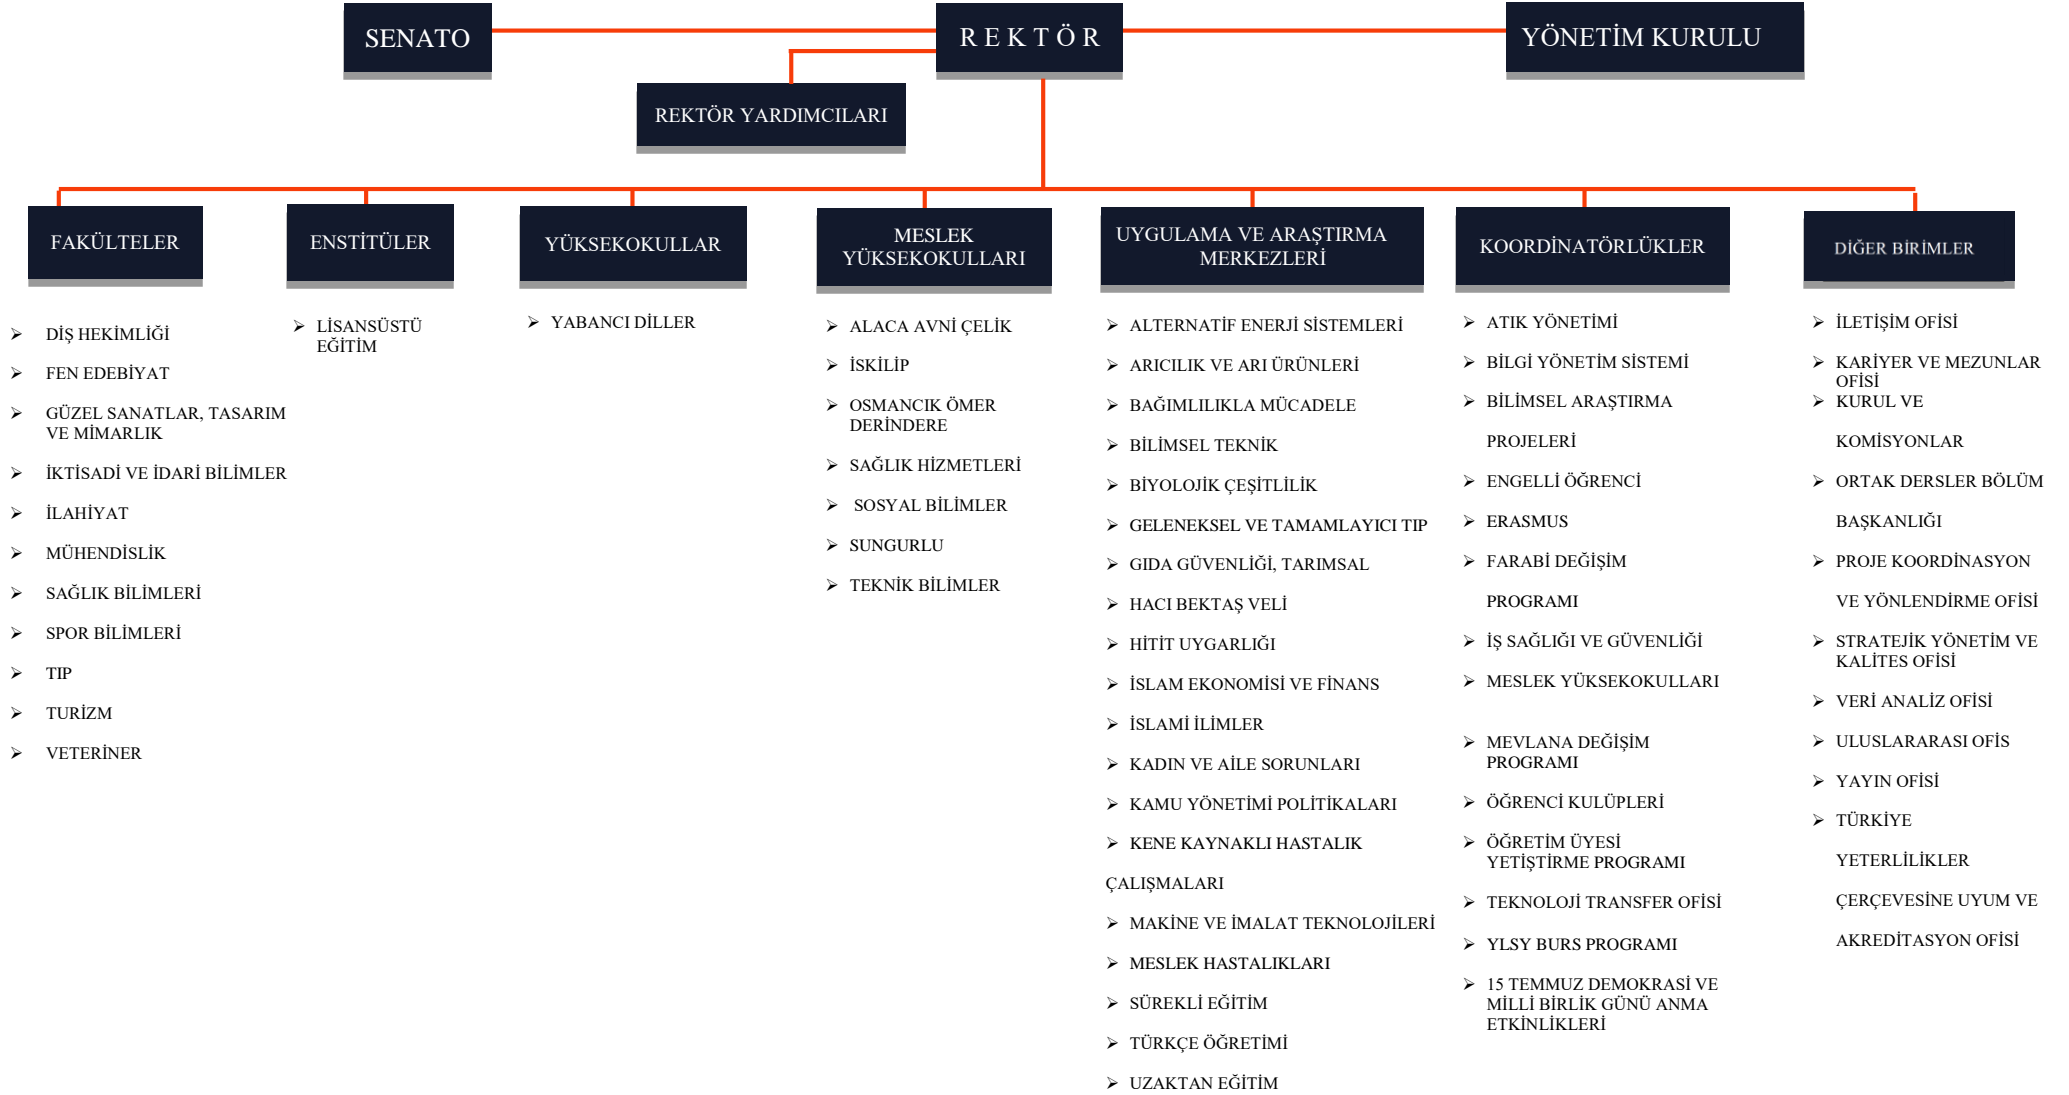 SENATO
R E K T Ö R
YÖNETİM KURULU
REKTÖR YARDIMCILARI
FAKÜLTELER
DİŞ HEKİMLİĞİ
FEN EDEBİYAT
GÜZEL SANATLAR, TASARIM
VE MİMARLIK
İKTİSADİ VE İDARİ BİLİMLER
İLAHİYAT
MÜHENDİSLİK
SAĞLIK BİLİMLERİ
SPOR BİLİMLERİ
TIP
TURİZM
VETERİNER
ENSTİTÜLER
LİSANSÜSTÜ
EĞİTİM
YÜKSEKOKULLAR
YABANCI DİLLER
MESLEK
YÜKSEKOKULLARI
ALACA AVNİ ÇELİK
İSKİLİP
OSMANCIK ÖMER
DERİNDERE
SAĞLIK HİZMETLERİ
SOSYAL BİLİMLER
SUNGURLU
TEKNİK BİLİMLER
UYGULAMA VE ARAŞTIRMA
MERKEZLERİ
ALTERNATİF ENERJİ SİSTEMLERİ
ARICILIK VE ARI ÜRÜNLERİ
BAĞIMLILIKLA MÜCADELE
BİLİMSEL TEKNİK
BİYOLOJİK ÇEŞİTLİLİK
GELENEKSEL VE TAMAMLAYICI TIP
GIDA GÜVENLİĞİ, TARIMSAL
HACI BEKTAŞ VELİ
HİTİT UYGARLIĞI
İSLAM EKONOMİSİ VE FİNANS
İSLAMİ İLİMLER
KADIN VE AİLE SORUNLARI
KAMU YÖNETİMİ POLİTİKALARI
KENE KAYNAKLI HASTALIK
ÇALIŞMALARI
MAKİNE VE İMALAT TEKNOLOJİLERİ
MESLEK HASTALIKLARI
SÜREKLİ EĞİTİM
TÜRKÇE ÖĞRETİMİ
UZAKTAN EĞİTİM
KOORDİNATÖRLÜKLER
ATIK YÖNETİMİ
BİLGİ YÖNETİM SİSTEMİ
BİLİMSEL ARAŞTIRMA
PROJELERİ
ENGELLİ ÖĞRENCİ
ERASMUS
FARABİ DEĞİŞİM
PROGRAMI
İŞ SAĞLIĞI VE GÜVENLİĞİ
MESLEK YÜKSEKOKULLARI
MEVLANA DEĞİŞİM
PROGRAMI
ÖĞRENCİ KULÜPLERİ
ÖĞRETİM ÜYESİ
YETİŞTİRME PROGRAMI
TEKNOLOJİ TRANSFER OFİSİ
YLSY BURS PROGRAMI
15 TEMMUZ DEMOKRASİ VE
MİLLİ BİRLİK GÜNÜ ANMA
ETKİNLİKLERİ
DİĞER BİRİMLER
İLETİŞİM OFİSİ
KARİYER VE MEZUNLAR
OFİSİ
KURUL VE
KOMİSYONLAR
ORTAK DERSLER BÖLÜM
BAŞKANLIĞI
PROJE KOORDİNASYON
VE YÖNLENDİRME OFİSİ
STRATEJİK YÖNETİM VE
KALİTES OFİSİ
VERİ ANALİZ OFİSİ
ULUSLARARASI OFİS
YAYIN OFİSİ
TÜRKİYE
YETERLİLİKLER
ÇERÇEVESİNE UYUM VE
AKREDİTASYON OFİSİ